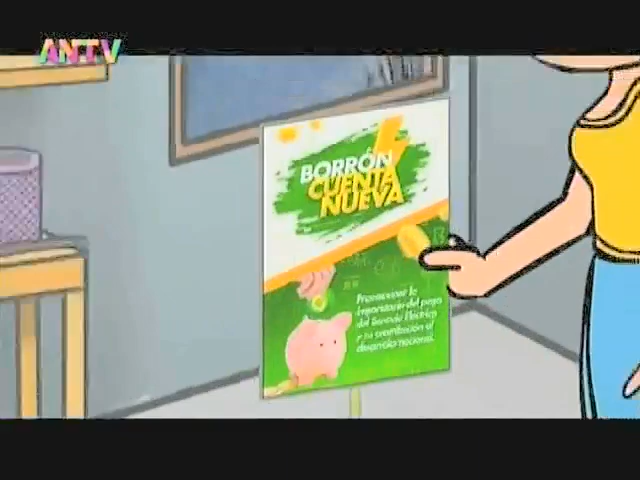 ANTV
BORRÓN
CUENTA
NUEVA
Promocionar la
importancia del pago
del Servicio Eléctrico
y su contribución al
desarrollo nacional.